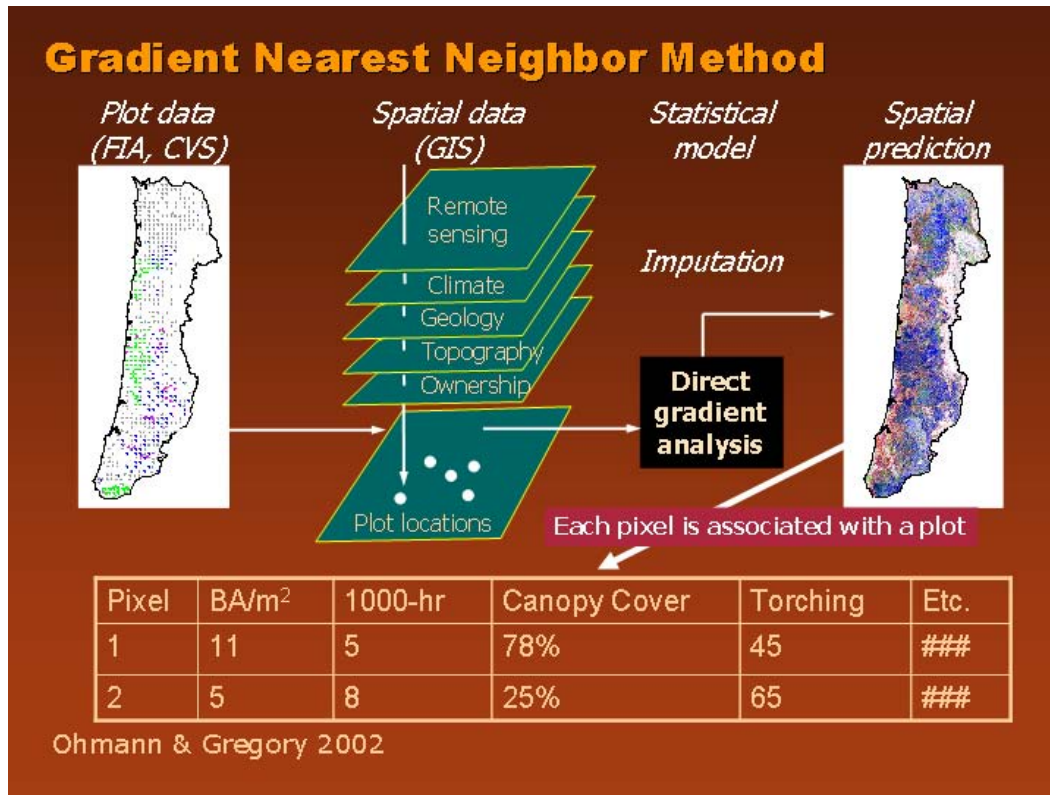 Gradient Nearest Neighbor Method
Plot data
(FIA, CVS)
Spatial data
(GIS)
Statistical
model
Spatial
prediction
Remote
sensing
Climate
Geology
Topography
Ownership
Plot locations
Imputation
Direct
gradient
analysis
Each pixel is associated with a plot
Pixel BA/m² 1000-hr Canopy Cover Torching Etc.
1 11 5 78% 45 ###
2 5 8 25% 65 ###
Ohmann & Gregory 2002